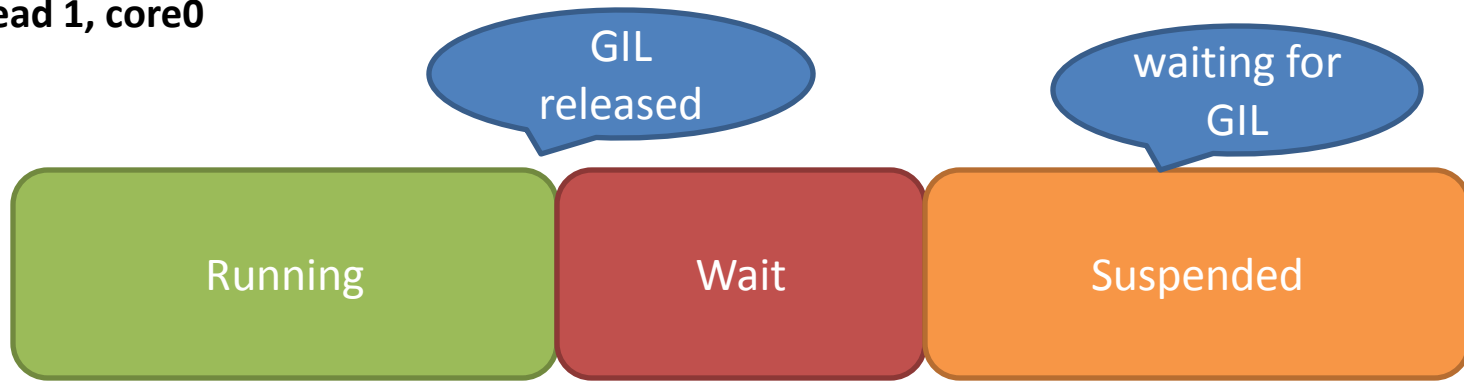 ead 1, core0
GIL
released
waiting for
GIL
Running
Wait
Suspended